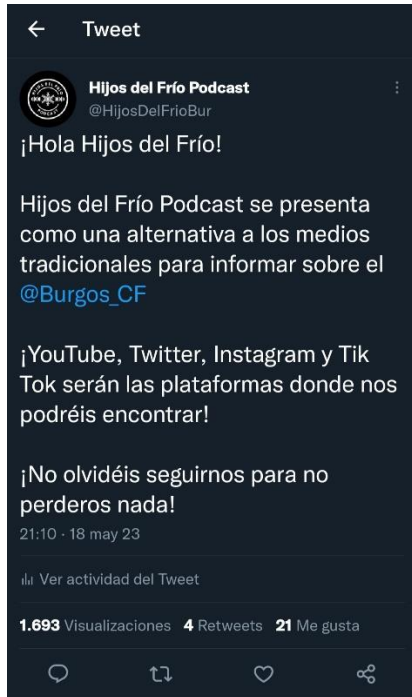 Tweet
Hijos del Frío Podcast
@HijosDelFrioBur
¡Hola Hijos del Frío!
Hijos del Frío Podcast se presenta
como una alternativa a los medios
tradicionales para informar sobre el
@Burgos_CF
¡YouTube, Twitter, Instagram y Tik
Tok serán las plataformas donde nos
podréis encontrar!
¡No olvidéis seguirnos para no
perderos nada!
21:10 · 18 may 23
Ver actividad del Tweet
1.693 Visualizaciones 4 Retweets 21 Me gusta